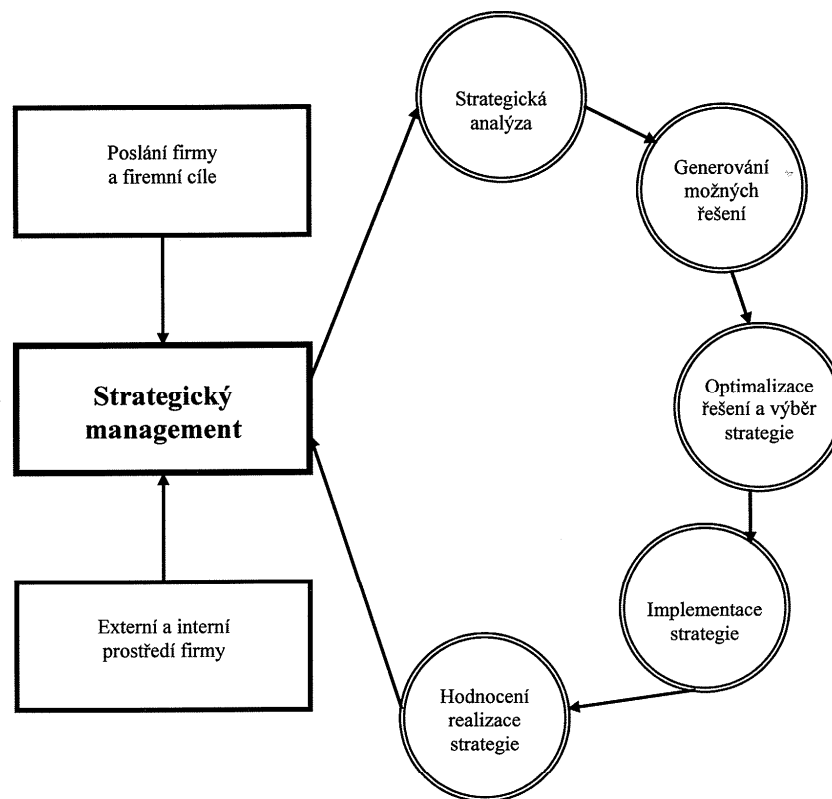 Poslání firmy
a firemní cíle
Strategický
management
Externí a interní
prostředí firmy
Strategická
analýza
Generování
možných
řešení
Optimalizace
řešení a výběr
strategie
Implementace
strategie
Hodnocení
realizace
strategie